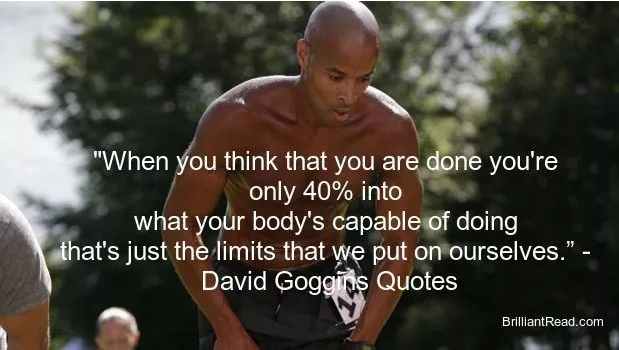 "When you think that you are done you're
only 40% into
what your body's capable of doing
that's just the limits that we put on ourselves.” -
David Goggins Quotes
BrilliantRead.com